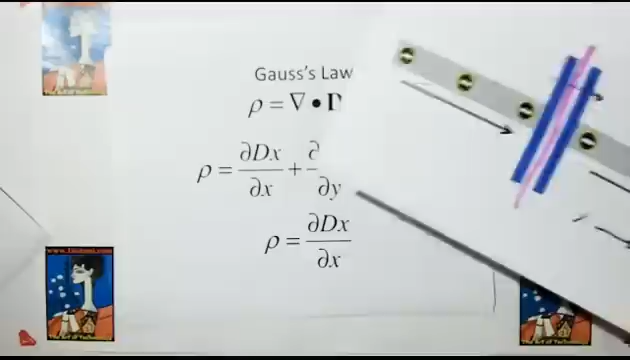 Gauss's Law
ρ = ∇ • D
ρ = ∂Dx/∂x + ∂/∂y
ρ = ∂Dx/∂x